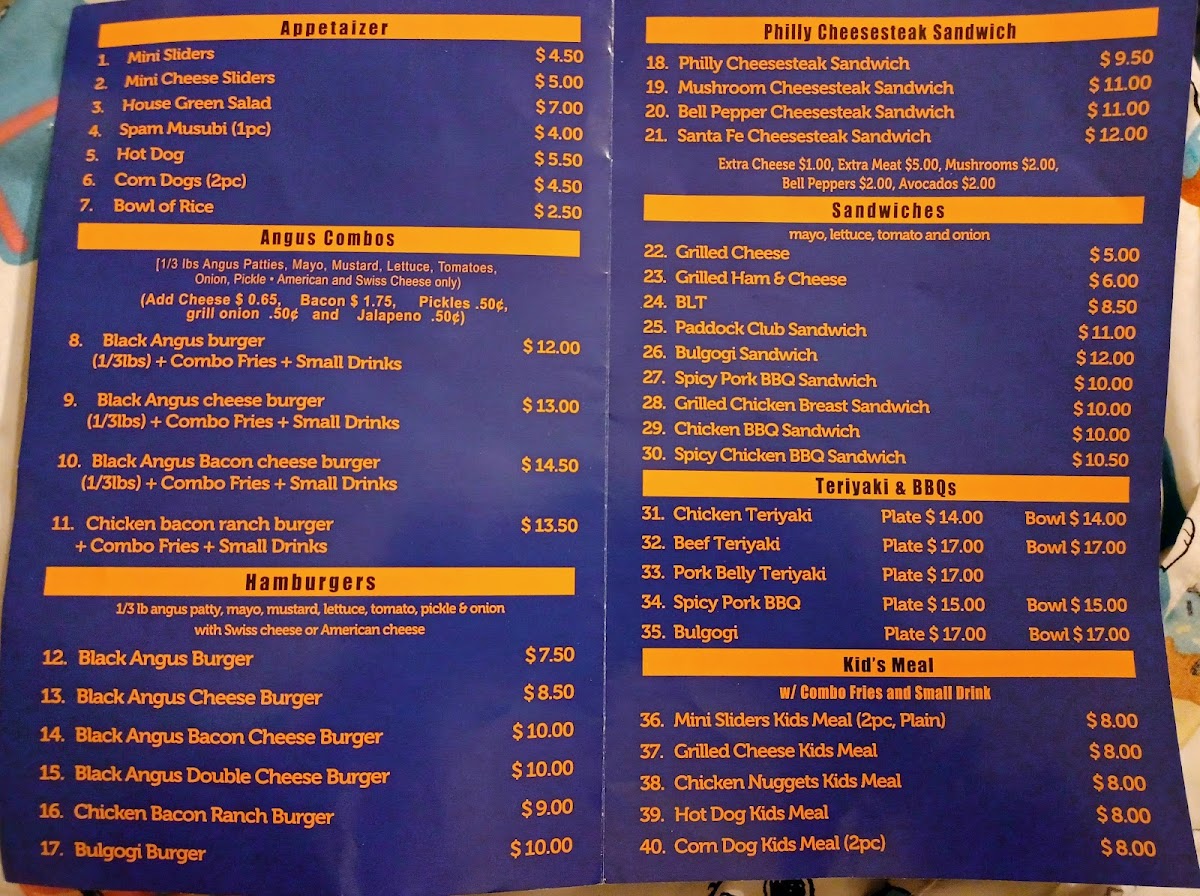 Appetaizer
1. Mini Sliders $ 4.50
2. Mini Cheese Sliders $ 5.00
3. House Green Salad $ 7.00
4. Spam Musubi (1pc) $ 4.00
5. Hot Dog $ 5.50
6. Corn Dogs (2pc) $ 4.50
7. Bowl of Rice $ 2.50
Angus Combos
[1/3 lbs Angus Patties, Mayo, Mustard, Lettuce, Tomatoes,
Onion, Pickle • American and Swiss Cheese only)
(Add Cheese $ 0.65, Bacon $ 1.75, Pickles .50¢,
grill onion .50¢ and Jalapeno .50¢)
8. Black Angus burger $ 12.00
(1/3lbs) + Combo Fries + Small Drinks
9. Black Angus cheese burger $ 13.00
(1/3lbs) + Combo Fries + Small Drinks
10. Black Angus Bacon cheese burger $ 14.50
(1/3lbs) + Combo Fries + Small Drinks
11. Chicken bacon ranch burger $ 13.50
+ Combo Fries + Small Drinks
Hamburgers
1/3 lb angus patty, mayo, mustard, lettuce, tomato, pickle & onion
with Swiss cheese or American cheese
12. Black Angus Burger $ 7.50
13. Black Angus Cheese Burger $ 8.50
14. Black Angus Bacon Cheese Burger $ 10.00
15. Black Angus Double Cheese Burger $ 10.00
16. Chicken Bacon Ranch Burger $ 9.00
17. Bulgogi Burger $ 10.00
Philly Cheesesteak Sandwich
18. Philly Cheesesteak Sandwich $ 9.50
19. Mushroom Cheesesteak Sandwich $ 11.00
20. Bell Pepper Cheesesteak Sandwich $ 11.00
21. Santa Fe Cheesesteak Sandwich $ 12.00
Extra Cheese $1.00, Extra Meat $5.00, Mushrooms $2.00,
Bell Peppers $2.00, Avocados $2.00
Sandwiches
mayo, lettuce, tomato and onion
22. Grilled Cheese $ 5.00
23. Grilled Ham & Cheese $ 6.00
24. BLT $ 8.50
25. Paddock Club Sandwich $ 11.00
26. Bulgogi Sandwich $ 12.00
27. Spicy Pork BBQ Sandwich $ 10.00
28. Grilled Chicken Breast Sandwich $ 10.00
29. Chicken BBQ Sandwich $ 10.00
30. Spicy Chicken BBQ Sandwich $ 10.50
Teriyaki & BBQs
31. Chicken Teriyaki Plate $ 14.00 Bowl $ 14.00
32. Beef Teriyaki Plate $ 17.00 Bowl $ 17.00
33. Pork Belly Teriyaki Plate $ 17.00
34. Spicy Pork BBQ Plate $ 15.00 Bowl $ 15.00
35. Bulgogi Plate $ 17.00 Bowl $ 17.00
Kid's Meal
w/ Combo Fries and Small Drink
36. Mini Sliders Kids Meal (2pc, Plain) $ 8.00
37. Grilled Cheese Kids Meal $ 8.00
38. Chicken Nuggets Kids Meal $ 8.00
39. Hot Dog Kids Meal $ 8.00
40. Corn Dog Kids Meal (2pc) $ 8.00